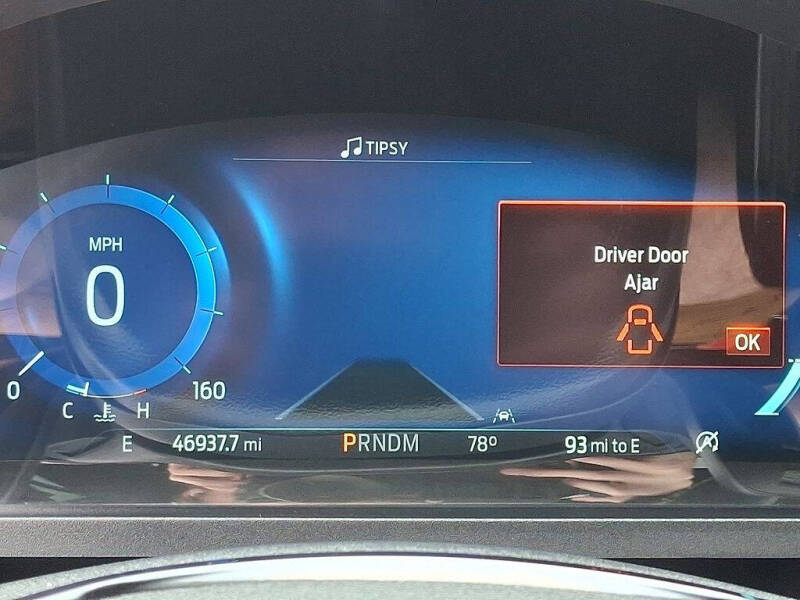 TIPSY
MPH
0
Driver Door
Ajar
OK
0
160
C
H
E
46937.7 mi
PRNDM
78°
93 mi to E